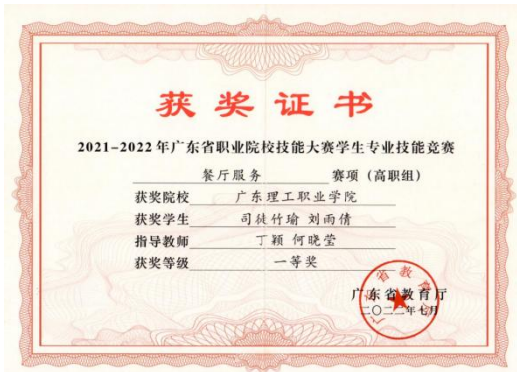 获奖证书
2021-2022年广东省职业院校技能大赛学生专业技能竞赛
餐厅服务 赛项（高职组）
获奖院校 广东理工职业学院
获奖学生 司徒竹瑜 刘雨倩
指导教师 丁颖 何晓莹
获奖等级 一等奖
广东省教育厅
二〇二二年七月